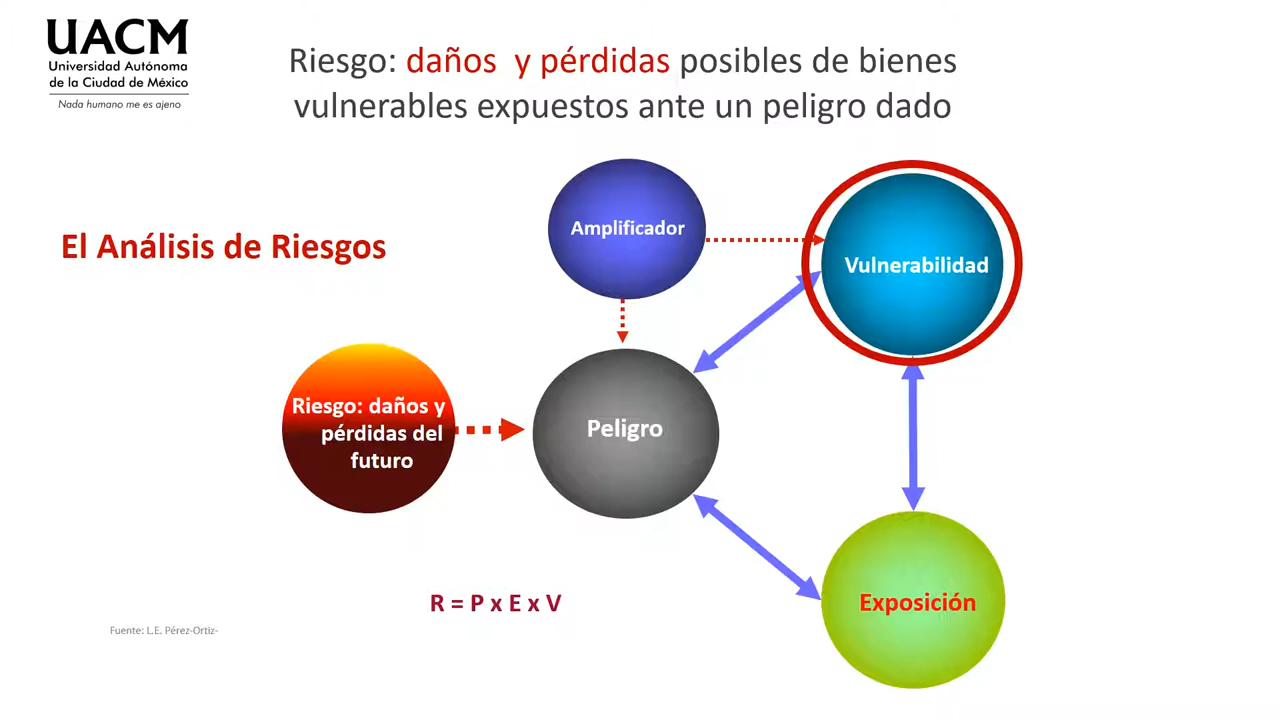 UACM
Universidad Autónoma
de la Ciudad de México
Nada humano me es ajeno
Riesgo: daños y pérdidas posibles de bienes
vulnerables expuestos ante un peligro dado
El Análisis de Riesgos
Amplificador
Vulnerabilidad
Riesgo: daños y
pérdidas del
futuro
Peligro
R = P x E x V
Exposición
Fuente: L.E. Pérez-Ortiz-